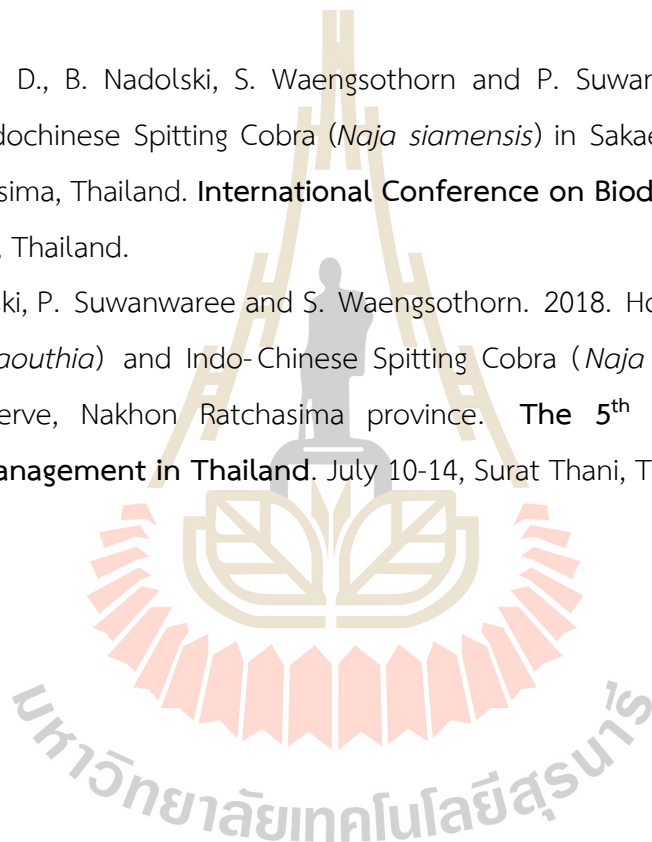 D., B. Nadolski, S. Waengsothorn and P. Suwan
dochinese Spitting Cobra (Naja siamensis) in Sakae
sima, Thailand. International Conference on Biod
, Thailand.
ski, P. Suwanwaree and S. Waengsothorn. 2018. Ho
aouthia) and Indo-Chinese Spitting Cobra (Naja
erve, Nakhon Ratchasima province. The 5th
anagement in Thailand. July 10-14, Surat Thani, T
มหาวิทยาลัยเทคโนโลยีสุรนารี